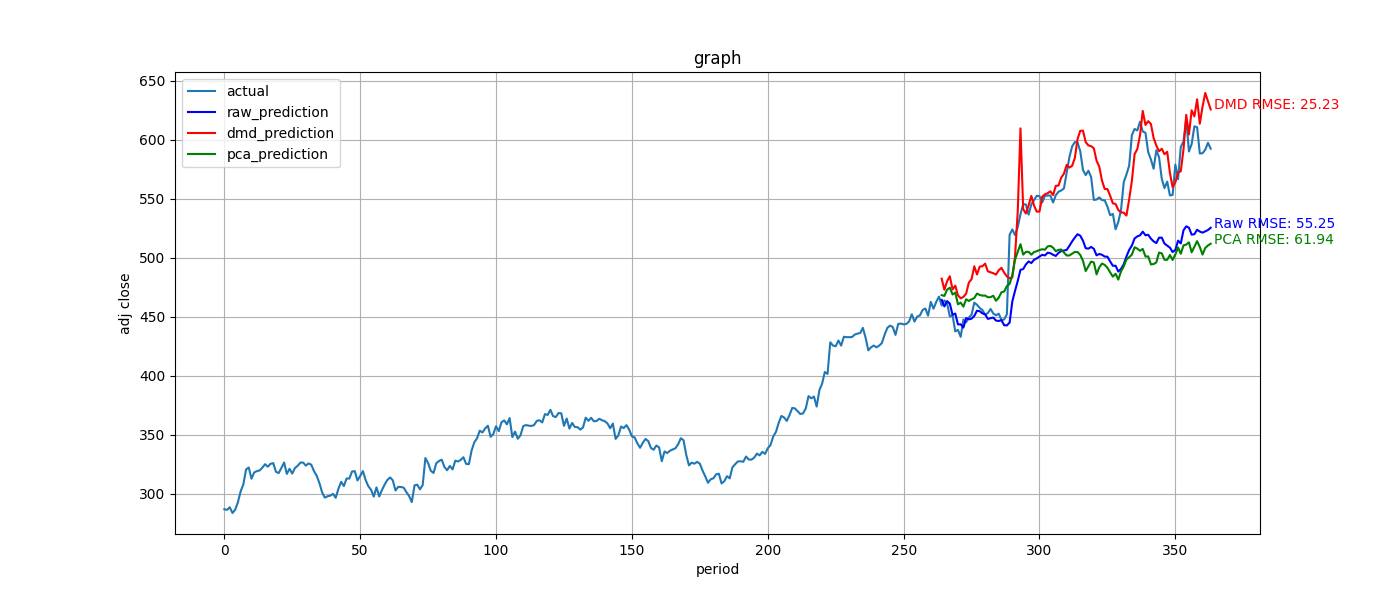 graph
650
600
550
500
450
400
350
300
adj close
actual
raw_prediction
dmd_prediction
pca_prediction
DMD RMSE: 25.23
Raw RMSE: 55.25
PCA RMSE: 61.94
0 50 100 150 200 250 300 350
period